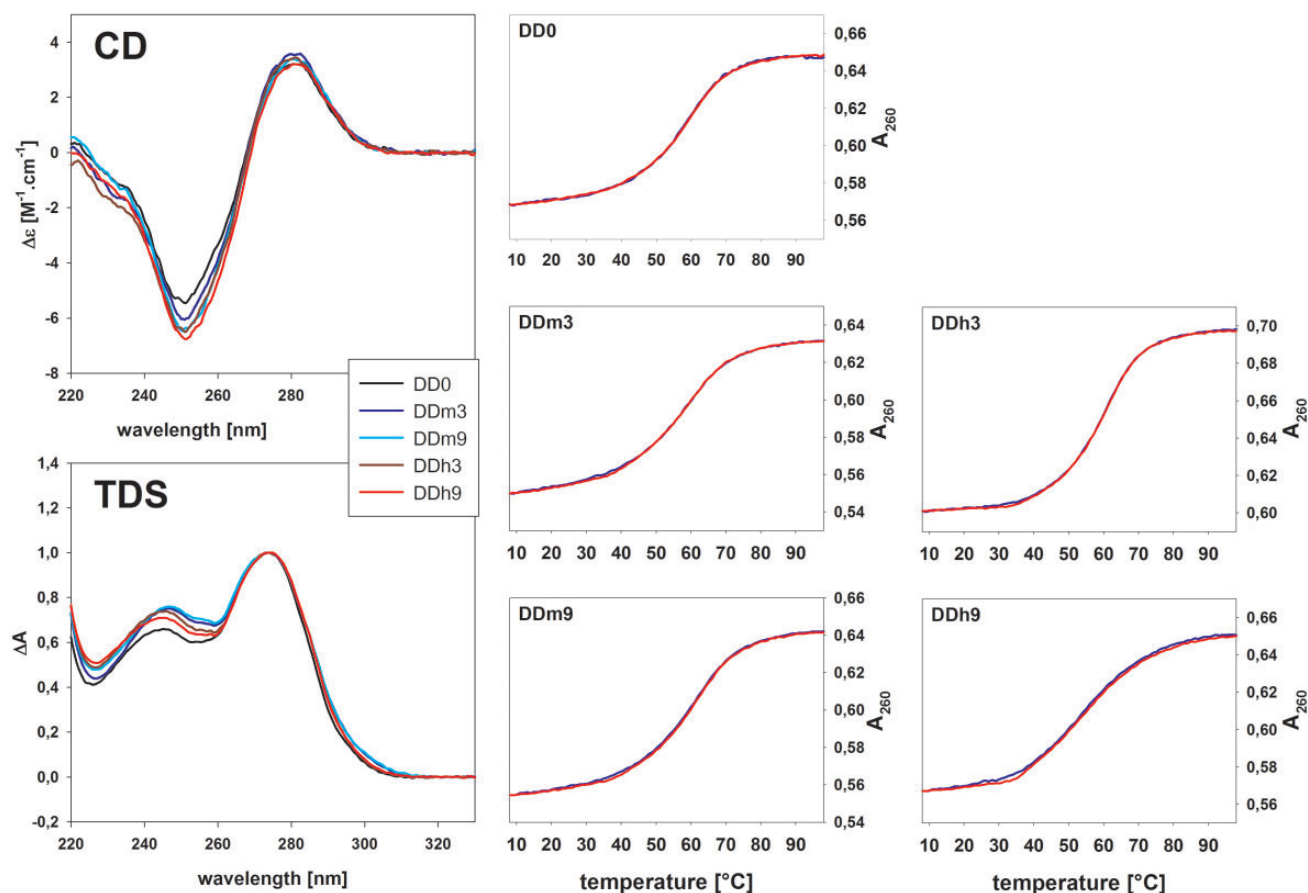 CD
4
2
0
-2
-4
-6
-8
Δε [M⁻¹.cm⁻¹]
220 240 260 280
wavelength [nm]
DD0
DDm3
DDm9
DDh3
DDh9
TDS
1,4
1,2
1,0
0,8
0,6
0,4
0,2
0,0
-0,2
ΔA
220 240 260 280 300 320
wavelength [nm]
DD0
0,66
0,64
0,62
0,60
0,58
0,56
A₂₆₀
10 20 30 40 50 60 70 80 90
DDm3
0,64
0,62
0,60
0,58
0,56
0,54
A₂₆₀
10 20 30 40 50 60 70 80 90
DDh3
0,70
0,68
0,66
0,64
0,62
0,60
A₂₆₀
10 20 30 40 50 60 70 80 90
DDm9
0,66
0,64
0,62
0,60
0,58
0,56
0,54
A₂₆₀
10 20 30 40 50 60 70 80 90
temperature [°C]
DDh9
0,66
0,64
0,62
0,60
0,58
0,56
A₂₆₀
10 20 30 40 50 60 70 80 90
temperature [°C]